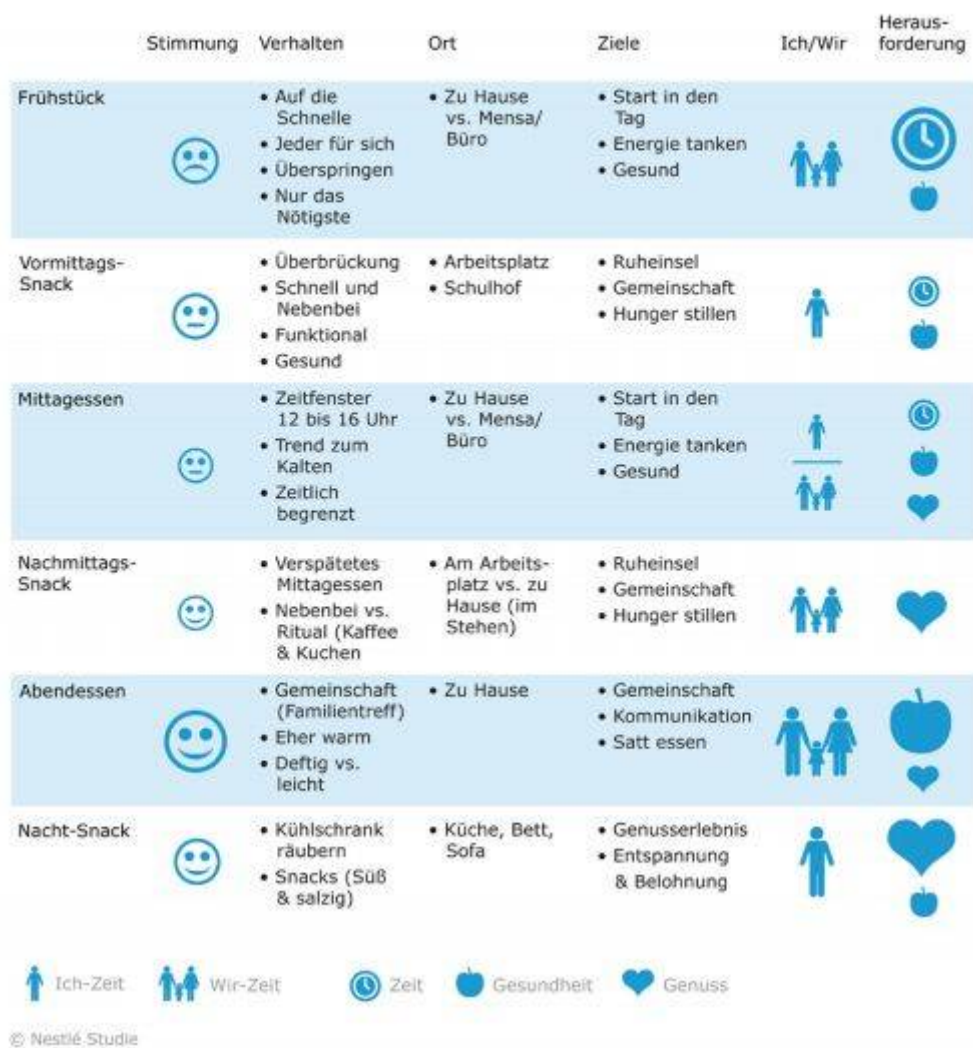 Stimmung Verhalten Ort Ziele Ich/Wir Heraus-
forderung
Frühstück
• Auf die
Schnelle
• Jeder für sich
• Überspringen
• Nur das
Nötigste
• Zu Hause
vs. Mensa/
Büro
• Start in den
Tag
• Energie tanken
• Gesund
Vormittags-
Snack
• Überbrückung
• Schnell und
Nebenbei
• Funktional
• Gesund
• Arbeitsplatz
• Schulhof
• Ruheinsel
• Gemeinschaft
• Hunger stillen
Mittagessen
• Zeitfenster
12 bis 16 Uhr
• Trend zum
Kalten
• Zeitlich
begrenzt
• Zu Hause
vs. Mensa/
Büro
• Start in den
Tag
• Energie tanken
• Gesund
Nachmittags-
Snack
• Verspätetes
Mittagessen
• Nebenbei vs.
Ritual (Kaffee
& Kuchen
• Am Arbeits-
platz vs. zu
Hause (im
Stehen)
• Ruheinsel
• Gemeinschaft
• Hunger stillen
Abendessen
• Gemeinschaft
(Familientreff)
• Eher warm
• Deftig vs.
leicht
• Zu Hause
• Gemeinschaft
• Kommunikation
• Satt essen
Nacht-Snack
• Kühlschrank
räubern
• Snacks (Süß
& salzig)
• Küche, Bett,
Sofa
• Genusserlebnis
• Entspannung
& Belohnung
Ich-Zeit Wir-Zeit Zeit Gesundheit Genuss
© Nestlé Studie